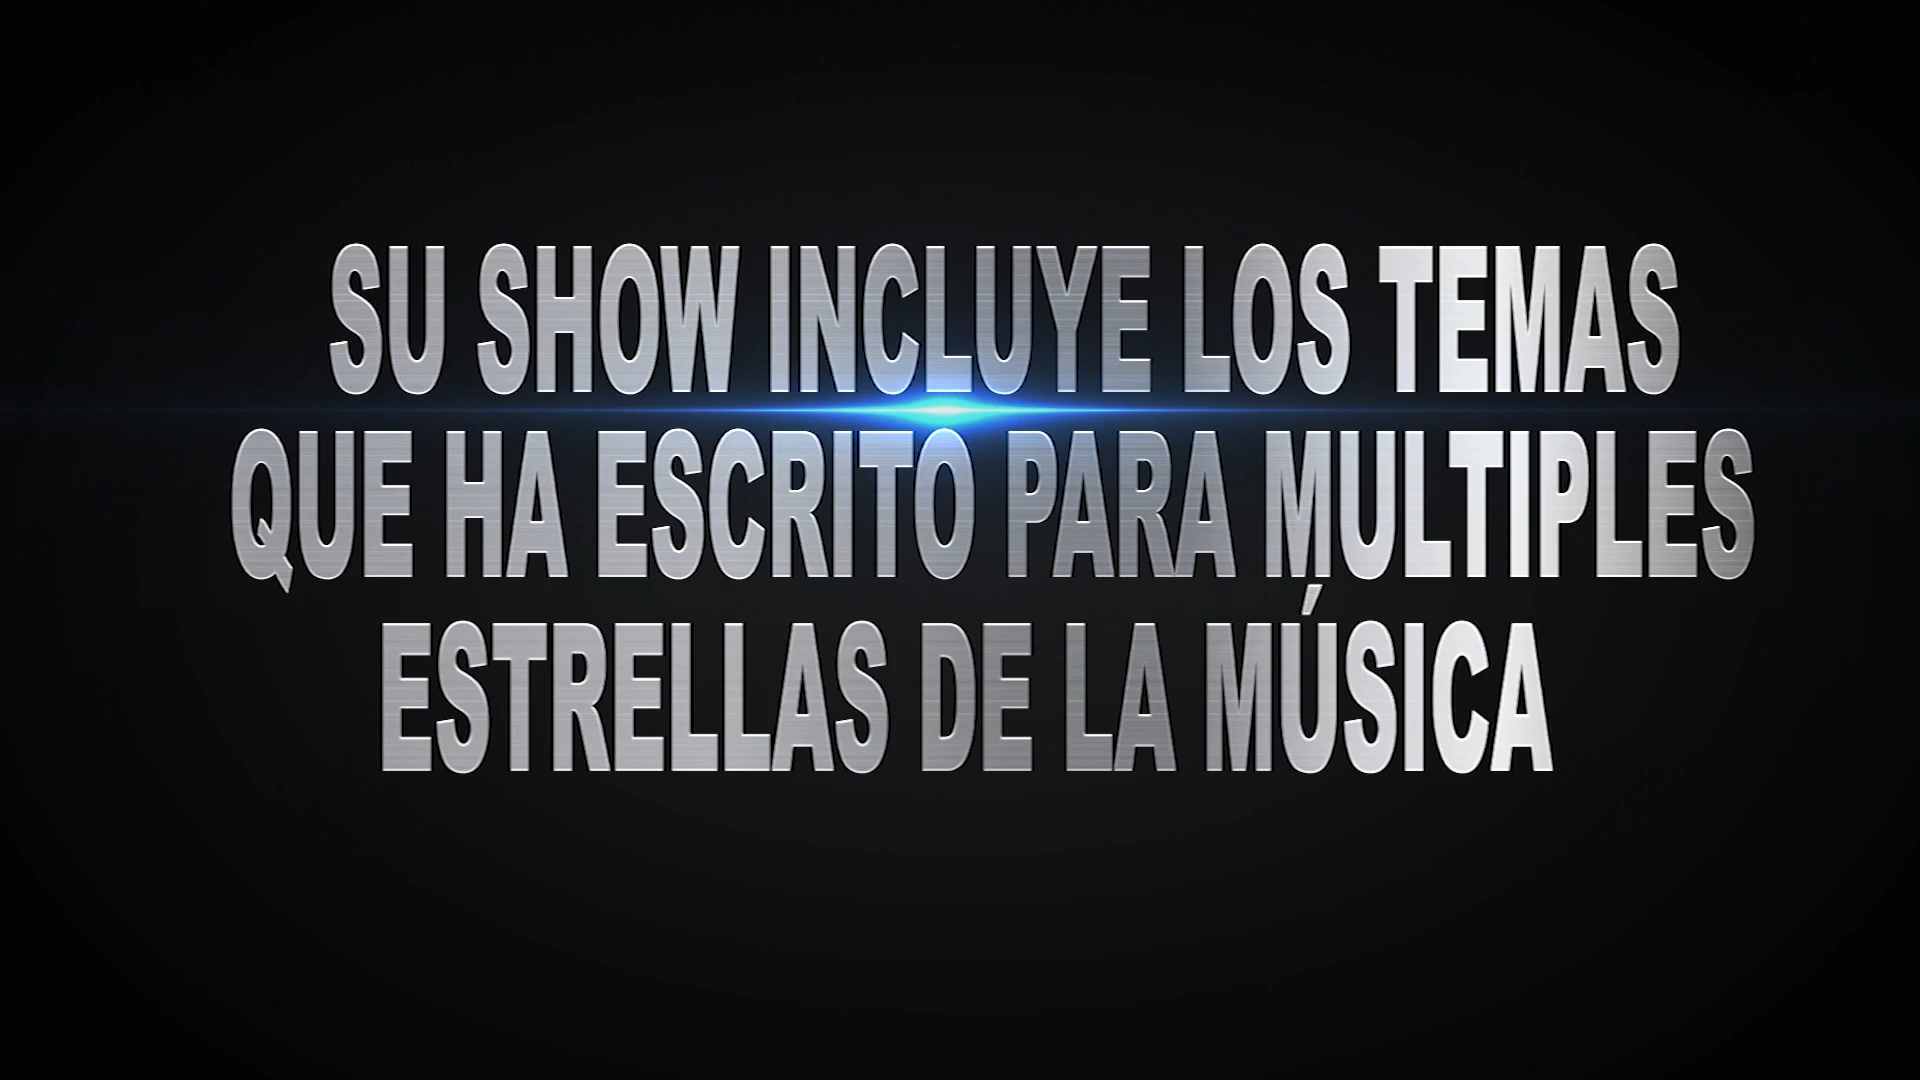 SU SHOW INCLUYE LOS TEMAS
QUE HA ESCRITO PARA MULTIPLES
ESTRELLAS DE LA MÚSICA